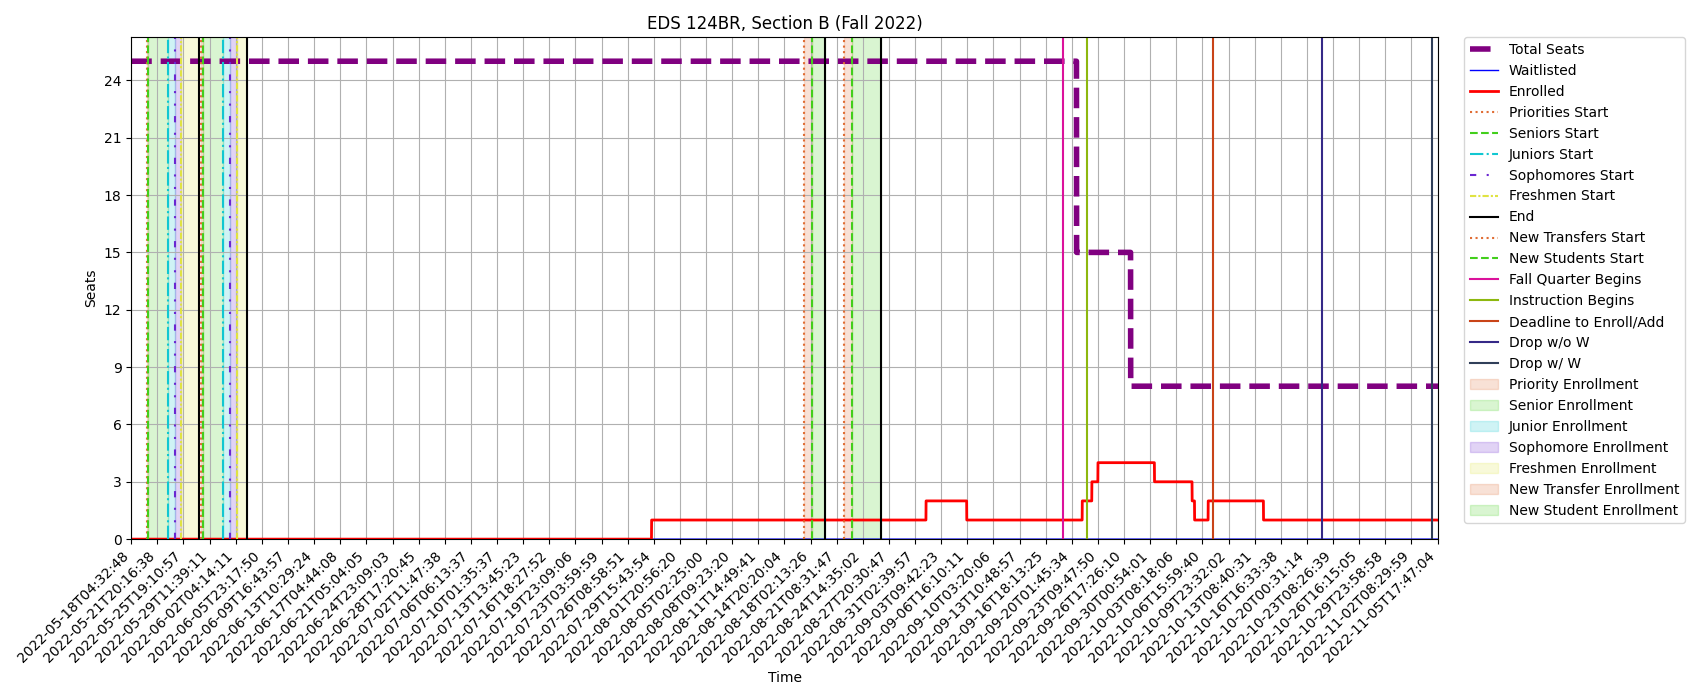 EDS 124BR, Section B (Fall 2022)
Seats
24
21
18
15
12
9
6
3
0
2022-05-18T04:32:48
2022-05-21T20:16:38
2022-05-25T19:10:57
2022-05-29T11:39:11
2022-06-02T04:14:11
2022-06-05T23:17:50
2022-06-09T16:43:57
2022-06-13T10:29:24
2022-06-17T04:44:08
2022-06-21T05:04:05
2022-06-24T23:09:03
2022-06-28T17:20:45
2022-07-02T11:47:38
2022-07-06T06:13:37
2022-07-10T01:35:37
2022-07-13T13:45:23
2022-07-16T18:27:52
2022-07-19T23:09:06
2022-07-23T03:59:59
2022-07-26T08:58:51
2022-07-29T15:43:54
2022-08-01T20:56:20
2022-08-05T02:25:00
2022-08-08T09:23:20
2022-08-11T14:49:41
2022-08-14T20:20:04
2022-08-18T02:13:26
2022-08-21T08:31:47
2022-08-24T14:35:02
2022-08-27T20:30:47
2022-08-31T02:39:57
2022-09-03T09:42:23
2022-09-06T16:10:11
2022-09-10T03:20:06
2022-09-13T10:48:57
2022-09-16T18:13:25
2022-09-20T01:45:34
2022-09-23T09:47:50
2022-09-26T17:26:10
2022-09-30T00:54:01
2022-10-03T08:18:06
2022-10-06T15:59:40
2022-10-09T23:32:02
2022-10-13T08:40:31
2022-10-16T16:33:38
2022-10-20T00:31:14
2022-10-23T08:26:39
2022-10-26T16:15:05
2022-10-29T23:58:58
2022-11-02T08:29:59
2022-11-05T17:47:04
Time
Total Seats
Waitlisted
Enrolled
Priorities Start
Seniors Start
Juniors Start
Sophomores Start
Freshmen Start
End
New Transfers Start
New Students Start
Fall Quarter Begins
Instruction Begins
Deadline to Enroll/Add
Drop w/o W
Drop w/ W
Priority Enrollment
Senior Enrollment
Junior Enrollment
Sophomore Enrollment
Freshmen Enrollment
New Transfer Enrollment
New Student Enrollment